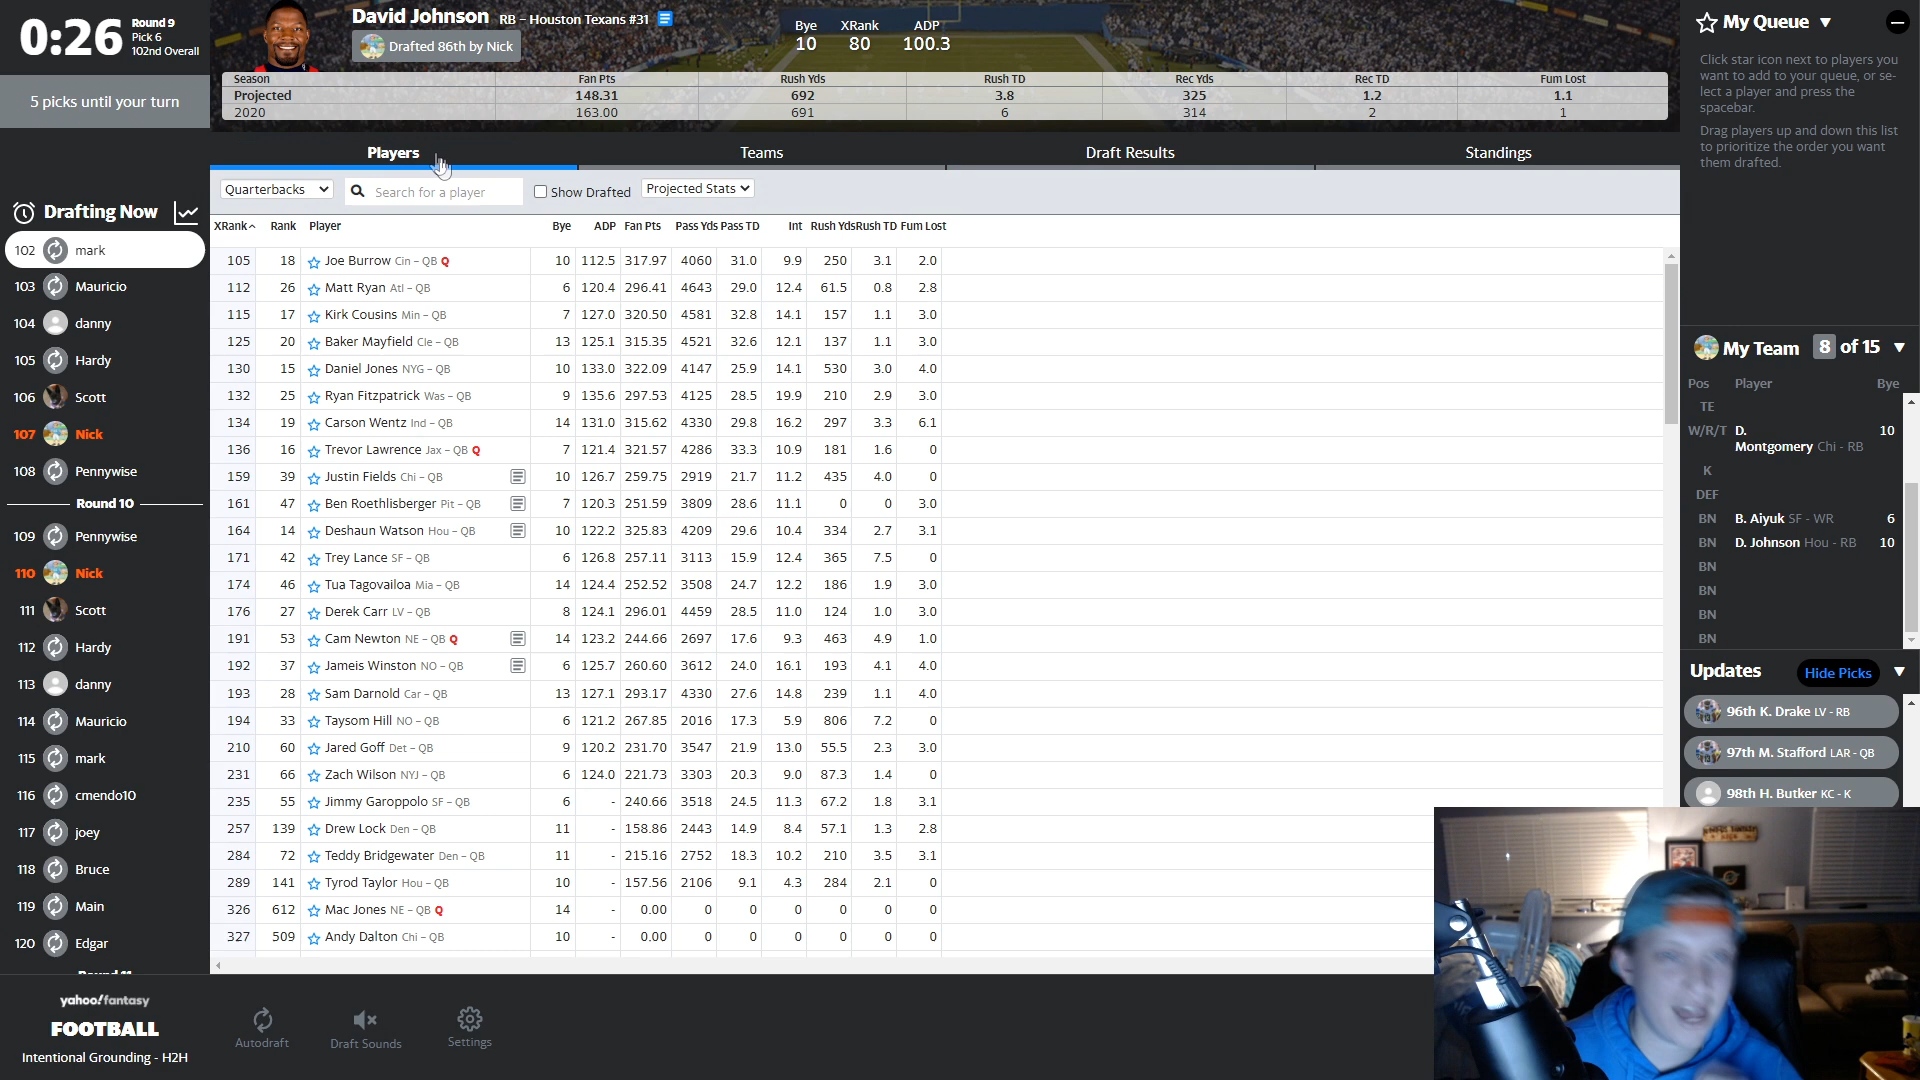 0:26
Round 9
Pick 6
102nd Overall
5 picks until your turn
David Johnson RB – Houston Texans #31
Drafted 86th by Nick
Bye XRank ADP
10 80 100.3
Season Fan Pts Rush Yds Rush TD Rec Yds Rec TD Fum Lost
Projected 148.31 692 3.8 325 1.2 1.1
2020 163.00 691 6 314 2 1
Players Teams Draft Results Standings
Quarterbacks Search for a player Show Drafted Projected Stats
XRank Rank Player Bye ADP Fan Pts Pass Yds Pass TD Int Rush Yds Rush TD Fum Lost
105 18 Joe Burrow Cin – QB Q 10 112.5 317.97 4060 31.0 9.9 250 3.1 2.0
112 26 Matt Ryan Atl – QB 6 120.4 296.41 4643 29.0 12.4 61.5 0.8 2.8
115 17 Kirk Cousins Min – QB 7 127.0 320.50 4581 32.8 14.1 157 1.1 3.0
125 20 Baker Mayfield Cle – QB 13 125.1 315.35 4521 32.6 12.1 137 1.1 3.0
130 15 Daniel Jones NYG – QB 10 133.0 322.09 4147 25.9 14.1 530 3.0 4.0
132 25 Ryan Fitzpatrick Was – QB 9 135.6 297.53 4125 28.5 19.9 210 2.9 3.0
134 19 Carson Wentz Ind – QB 14 131.0 315.62 4330 29.8 16.2 297 3.3 6.1
136 16 Trevor Lawrence Jax – QB Q 7 121.4 321.57 4286 33.3 10.9 181 1.6 0
159 39 Justin Fields Chi – QB 10 126.7 259.75 2919 21.7 11.2 435 4.0 0
161 47 Ben Roethlisberger Pit – QB 7 120.3 251.59 3809 28.6 11.1 0 0 3.0
164 14 Deshaun Watson Hou – QB 10 122.2 325.83 4209 29.6 10.4 334 2.7 3.1
171 42 Trey Lance SF – QB 6 126.8 257.11 3113 15.9 12.4 365 7.5 0
174 46 Tua Tagovailoa Mia – QB 14 124.4 252.52 3508 24.7 12.2 186 1.9 3.0
176 27 Derek Carr LV – QB 8 124.1 296.01 4459 28.5 11.0 124 1.0 3.0
191 53 Cam Newton NE – QB Q 14 123.2 244.66 2697 17.6 9.3 463 4.9 1.0
192 37 Jameis Winston NO – QB 6 125.7 260.60 3612 24.0 16.1 193 4.1 4.0
193 28 Sam Darnold Car – QB 13 127.1 293.17 4330 27.6 14.8 239 1.1 4.0
194 33 Taysom Hill NO – QB 6 121.2 267.85 2016 17.3 5.9 806 7.2 0
210 60 Jared Goff Det – QB 9 120.2 231.70 3547 21.9 13.0 55.5 2.3 3.0
231 66 Zach Wilson NYJ – QB 6 124.0 221.73 3303 20.3 9.0 87.3 1.4 0
235 55 Jimmy Garoppolo SF – QB 6 - 240.66 3518 24.5 11.3 67.2 1.8 3.1
257 139 Drew Lock Den – QB 11 - 158.86 2443 14.9 8.4 57.1 1.3 2.8
284 72 Teddy Bridgewater Den – QB 11 - 215.16 2752 18.3 10.2 210 3.5 3.1
289 141 Tyrod Taylor Hou – QB 10 - 157.56 2106 9.1 4.3 284 2.1 0
326 612 Mac Jones NE – QB Q 14 - 0.00 0 0 0 0 0 0
327 509 Andy Dalton Chi – QB 10 - 0.00 0 0 0 0 0 0
Drafting Now
102 mark
103 Mauricio
104 danny
105 Hardy
106 Scott
107 Nick
108 Pennywise
Round 10
109 Pennywise
110 Nick
111 Scott
112 Hardy
113 danny
114 Mauricio
115 mark
116 cmendo10
117 joey
118 Bruce
119 Main
120 Edgar
Round 11
yahoo!fantasy
FOOTBALL
Intentional Grounding - H2H
Autodraft
Draft Sounds
Settings
My Queue
Click star icon next to players you
want to add to your queue, or se-
lect a player and press the
spacebar.
Drag players up and down this list
to prioritize the order you want
them drafted.
My Team 8 of 15
Pos Player Bye
TE
W/R/T D. Montgomery Chi - RB 10
K
DEF
BN B. Aiyuk SF - WR 6
BN D. Johnson Hou - RB 10
BN
BN
BN
BN
Updates Hide Picks
96th K. Drake LV - RB
97th M. Stafford LAR - QB
98th H. Butker KC - K